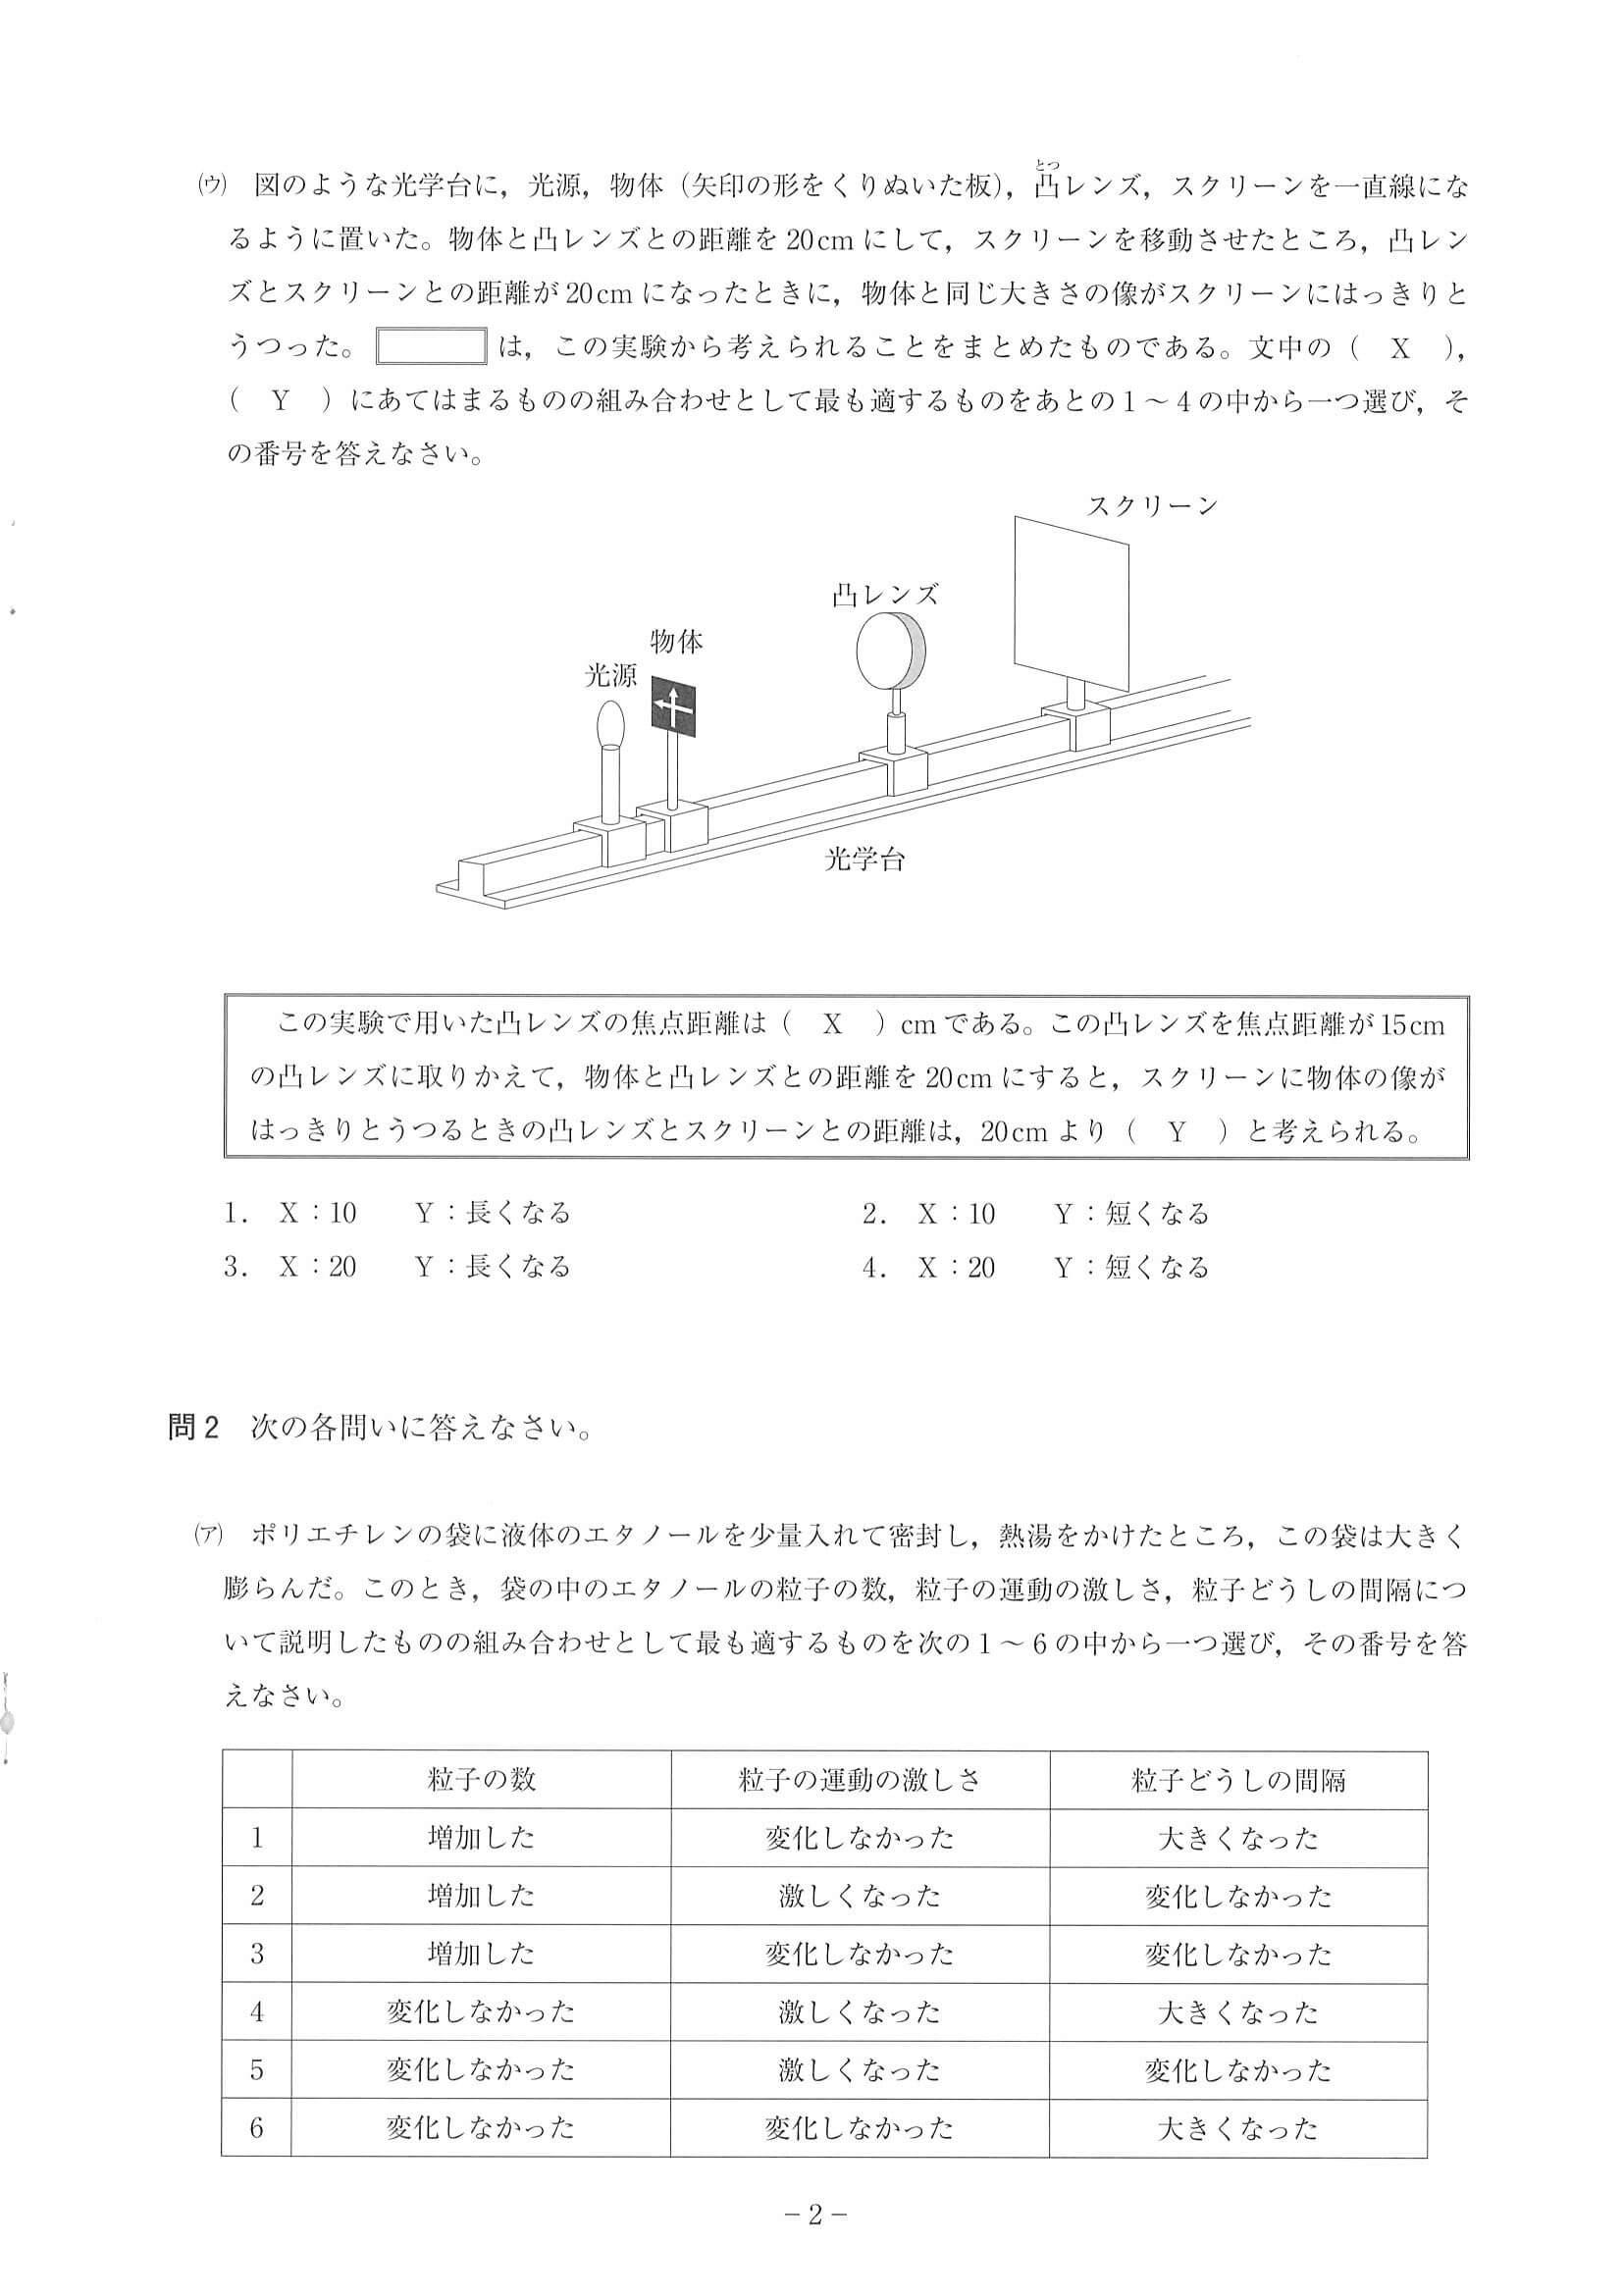 (ウ) 図のような光学台に，光源，物体（矢印の形をくりぬいた板），凸レンズ，スクリーンを一直線にな
とつ
るように置いた。物体と凸レンズとの距離を20cmにして，スクリーンを移動させたところ，凸レン
ズとスクリーンとの距離が20cmになったときに，物体と同じ大きさの像がスクリーンにはっきりと
うつった。 は，この実験から考えられることをまとめたものである。文中の（ X ），
（ Y ）にあてはまるものの組み合わせとして最も適するものをあとの1～4の中から一つ選び，そ
の番号を答えなさい。
スクリーン
凸レンズ
物体
光源
光学台
この実験で用いた凸レンズの焦点距離は（ X ）cmである。この凸レンズを焦点距離が15cm
の凸レンズに取りかえて，物体と凸レンズとの距離を20cmにすると，スクリーンに物体の像が
はっきりとうつるときの凸レンズとスクリーンとの距離は，20cmより（ Y ）と考えられる。
1． X：10 Y：長くなる 2． X：10 Y：短くなる
3． X：20 Y：長くなる 4． X：20 Y：短くなる
問2 次の各問いに答えなさい。
(ア) ポリエチレンの袋に液体のエタノールを少量入れて密封し，熱湯をかけたところ，この袋は大きく
膨らんだ。このとき，袋の中のエタノールの粒子の数，粒子の運動の激しさ，粒子どうしの間隔につ
いて説明したものの組み合わせとして最も適するものを次の1～6の中から一つ選び，その番号を答
えなさい。
粒子の数 粒子の運動の激しさ 粒子どうしの間隔
1 増加した 変化しなかった 大きくなった
2 増加した 激しくなった 変化しなかった
3 増加した 変化しなかった 変化しなかった
4 変化しなかった 激しくなった 大きくなった
5 変化しなかった 激しくなった 変化しなかった
6 変化しなかった 変化しなかった 大きくなった
－2－